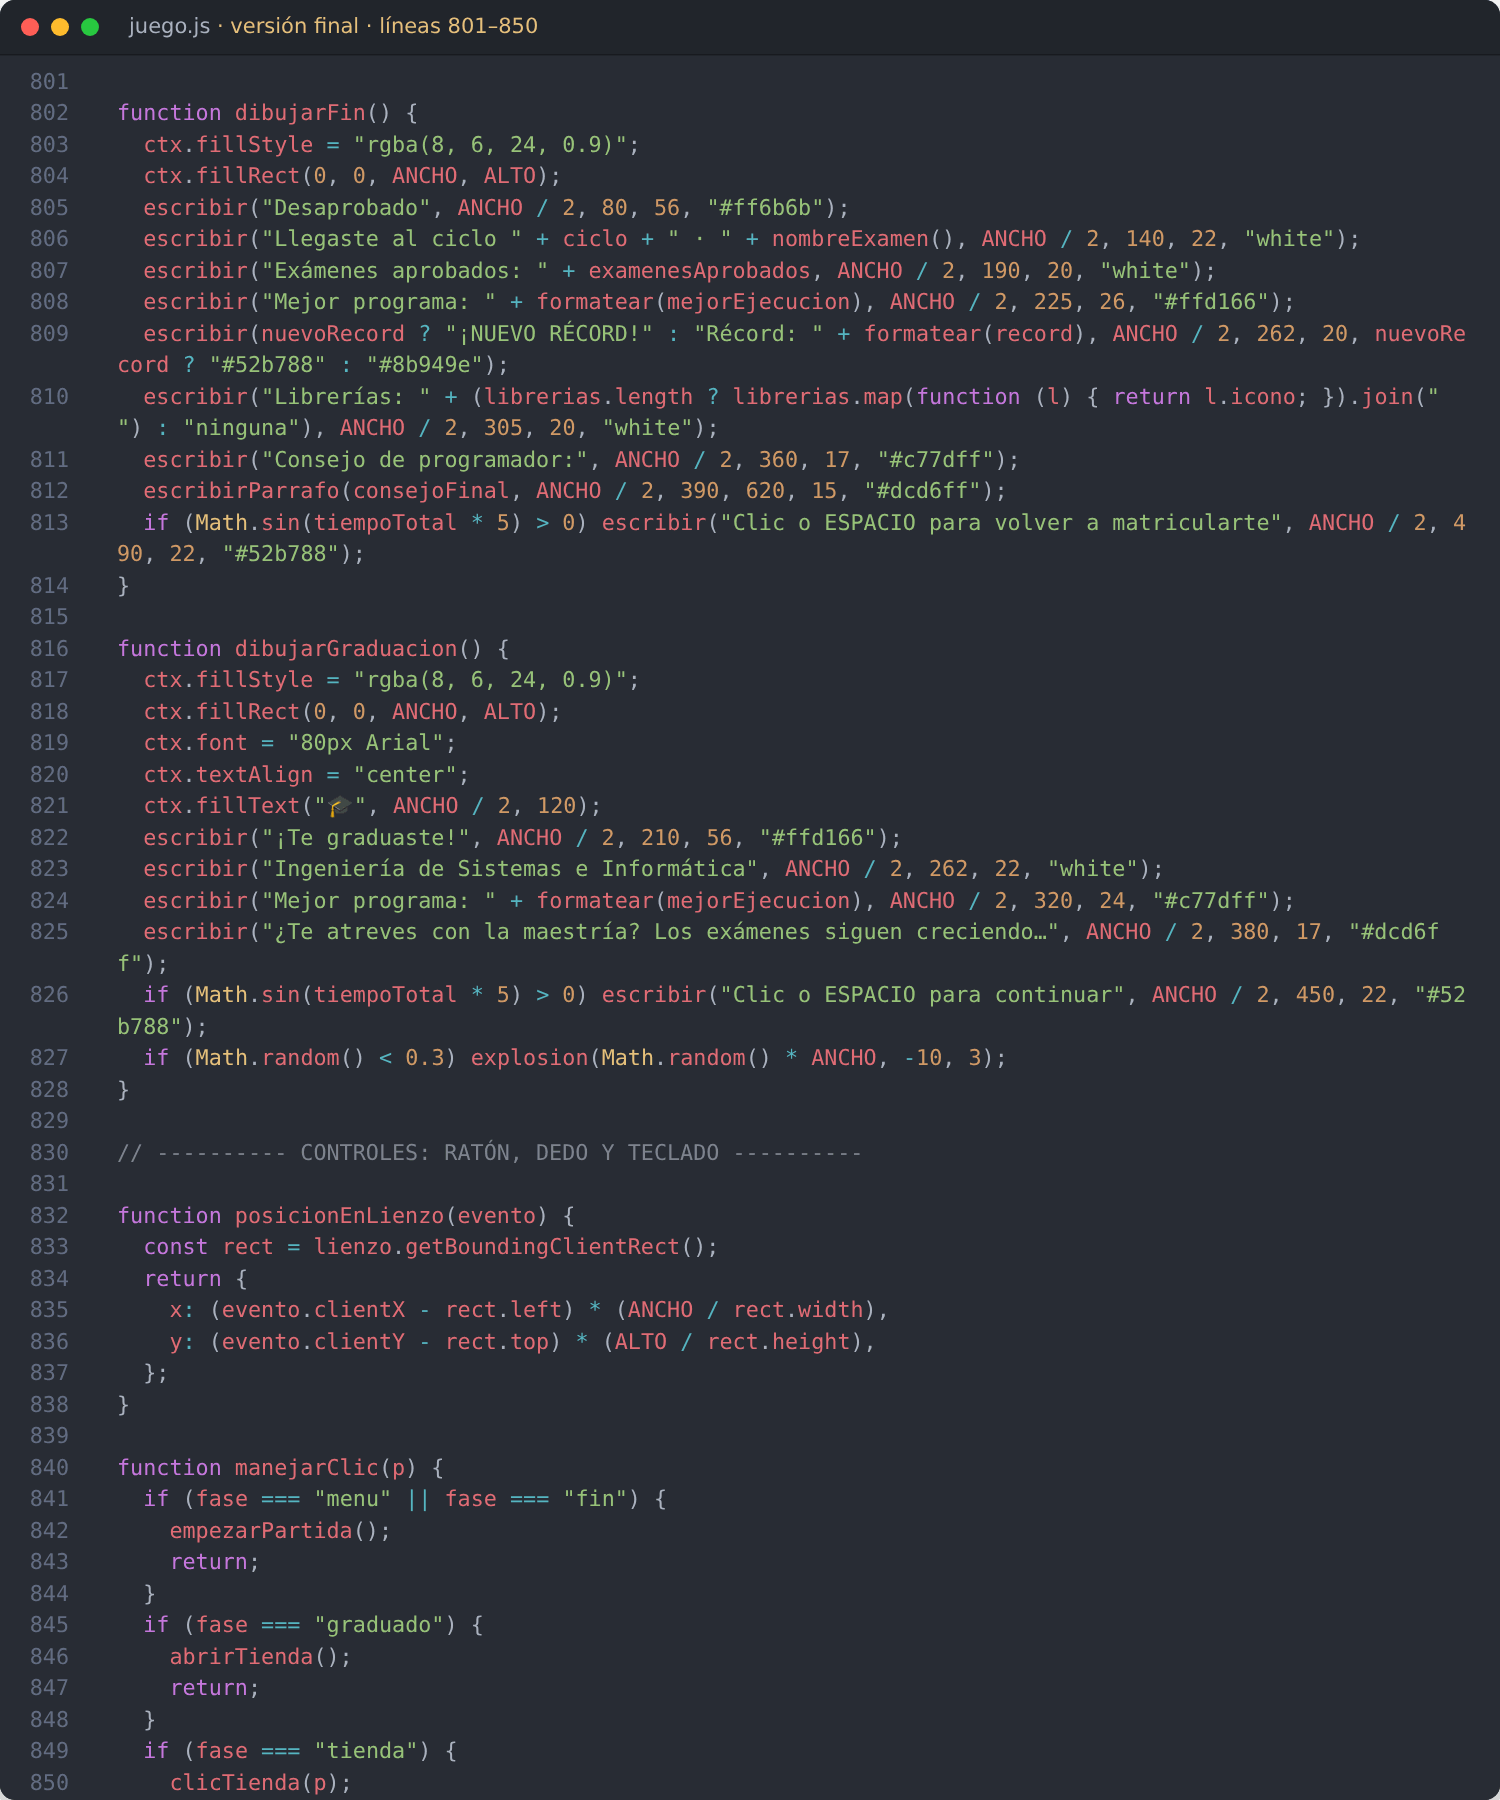 juego.js · versión final · líneas 801–850
801
802 function dibujarFin() {
803   ctx.fillStyle = "rgba(8, 6, 24, 0.9)";
804   ctx.fillRect(0, 0, ANCHO, ALTO);
805   escribir("Desaprobado", ANCHO / 2, 80, 56, "#ff6b6b");
806   escribir("Llegaste al ciclo " + ciclo + " · " + nombreExamen(), ANCHO / 2, 140, 22, "white");
807   escribir("Exámenes aprobados: " + examenesAprobados, ANCHO / 2, 190, 20, "white");
808   escribir("Mejor programa: " + formatear(mejorEjecucion), ANCHO / 2, 225, 26, "#ffd166");
809   escribir(nuevoRecord ? "¡NUEVO RÉCORD!" : "Récord: " + formatear(record), ANCHO / 2, 262, 20, nuevoRe
cord ? "#52b788" : "#8b949e");
810   escribir("Librerías: " + (librerias.length ? librerias.map(function (l) { return l.icono; }).join("
") : "ninguna"), ANCHO / 2, 305, 20, "white");
811   escribir("Consejo de programador:", ANCHO / 2, 360, 17, "#c77dff");
812   escribirParrafo(consejoFinal, ANCHO / 2, 390, 620, 15, "#dcd6ff");
813   if (Math.sin(tiempoTotal * 5) > 0) escribir("Clic o ESPACIO para volver a matricularte", ANCHO / 2, 4
90, 22, "#52b788");
814 }
815
816 function dibujarGraduacion() {
817   ctx.fillStyle = "rgba(8, 6, 24, 0.9)";
818   ctx.fillRect(0, 0, ANCHO, ALTO);
819   ctx.font = "80px Arial";
820   ctx.textAlign = "center";
821   ctx.fillText("🎓", ANCHO / 2, 120);
822   escribir("¡Te graduaste!", ANCHO / 2, 210, 56, "#ffd166");
823   escribir("Ingeniería de Sistemas e Informática", ANCHO / 2, 262, 22, "white");
824   escribir("Mejor programa: " + formatear(mejorEjecucion), ANCHO / 2, 320, 24, "#c77dff");
825   escribir("¿Te atreves con la maestría? Los exámenes siguen creciendo…", ANCHO / 2, 380, 17, "#dcd6f
f");
826   if (Math.sin(tiempoTotal * 5) > 0) escribir("Clic o ESPACIO para continuar", ANCHO / 2, 450, 22, "#52
b788");
827   if (Math.random() < 0.3) explosion(Math.random() * ANCHO, -10, 3);
828 }
829
830 // ---------- CONTROLES: RATÓN, DEDO Y TECLADO ----------
831
832 function posicionEnLienzo(evento) {
833   const rect = lienzo.getBoundingClientRect();
834   return {
835     x: (evento.clientX - rect.left) * (ANCHO / rect.width),
836     y: (evento.clientY - rect.top) * (ALTO / rect.height),
837   };
838 }
839
840 function manejarClic(p) {
841   if (fase === "menu" || fase === "fin") {
842     empezarPartida();
843     return;
844   }
845   if (fase === "graduado") {
846     abrirTienda();
847     return;
848   }
849   if (fase === "tienda") {
850     clicTienda(p);